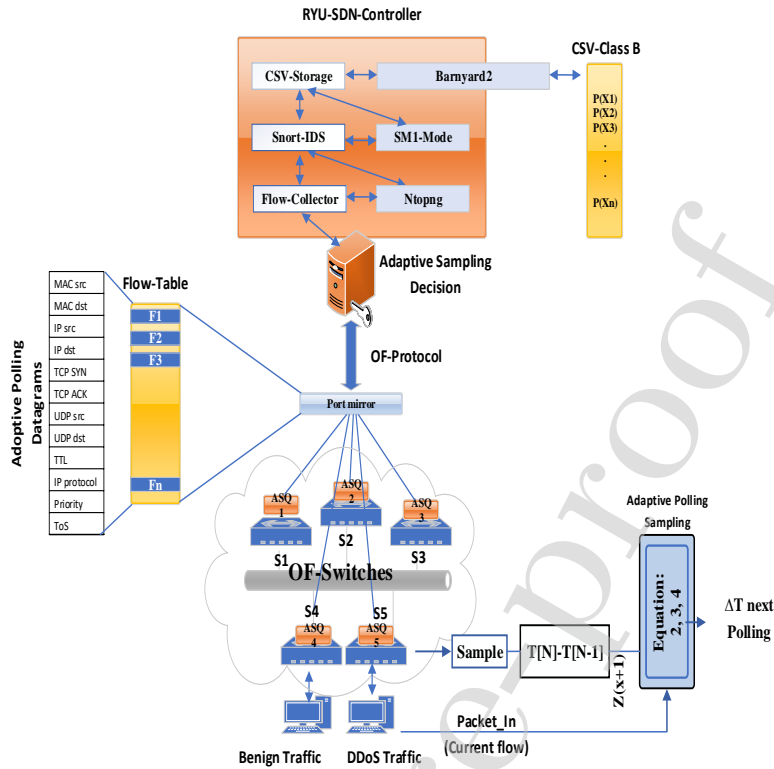 RYU-SDN-Controller
CSV-Class B
CSV-Storage
Barnyard2
P(X1)
P(X2)
P(X3)
.
.
.
P(Xn)
Snort-IDS
SM1-Mode
Flow-Collector
Ntopng
Adaptive Sampling
Decision
OF-Protocol
Port mirror
Flow-Table
F1
F2
F3
Fn
Adoptive Polling
Datagrams
MAC src
MAC dst
IP src
IP dst
TCP SYN
TCP ACK
UDP src
UDP dst
TTL
IP protocol
Priority
ToS
ASQ
1
ASQ
2
ASQ
3
S1
S2
S3
OF-Switches
S4
S5
ASQ
4
ASQ
5
Sample
T[N]-T[N-1]
Z(x+1)
Adaptive Polling
Sampling
Equation:
2, 3, 4
ΔT next
Polling
Packet_In
(Current flow)
Benign Traffic
DDoS Traffic
re-proof